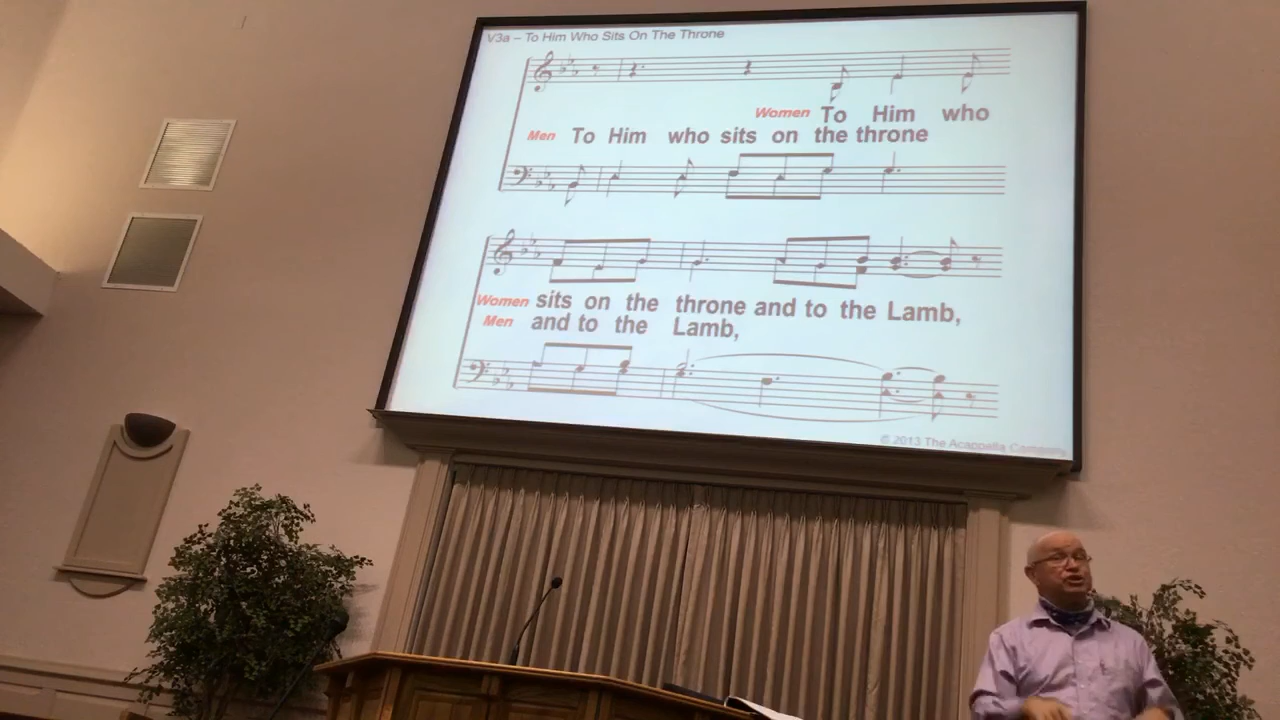 V3a – To Him Who Sits On The Throne
Women To Him who
Men To Him who sits on the throne
Women sits on the throne and to the Lamb,
Men and to the Lamb,
© 2013 The Acappella Company